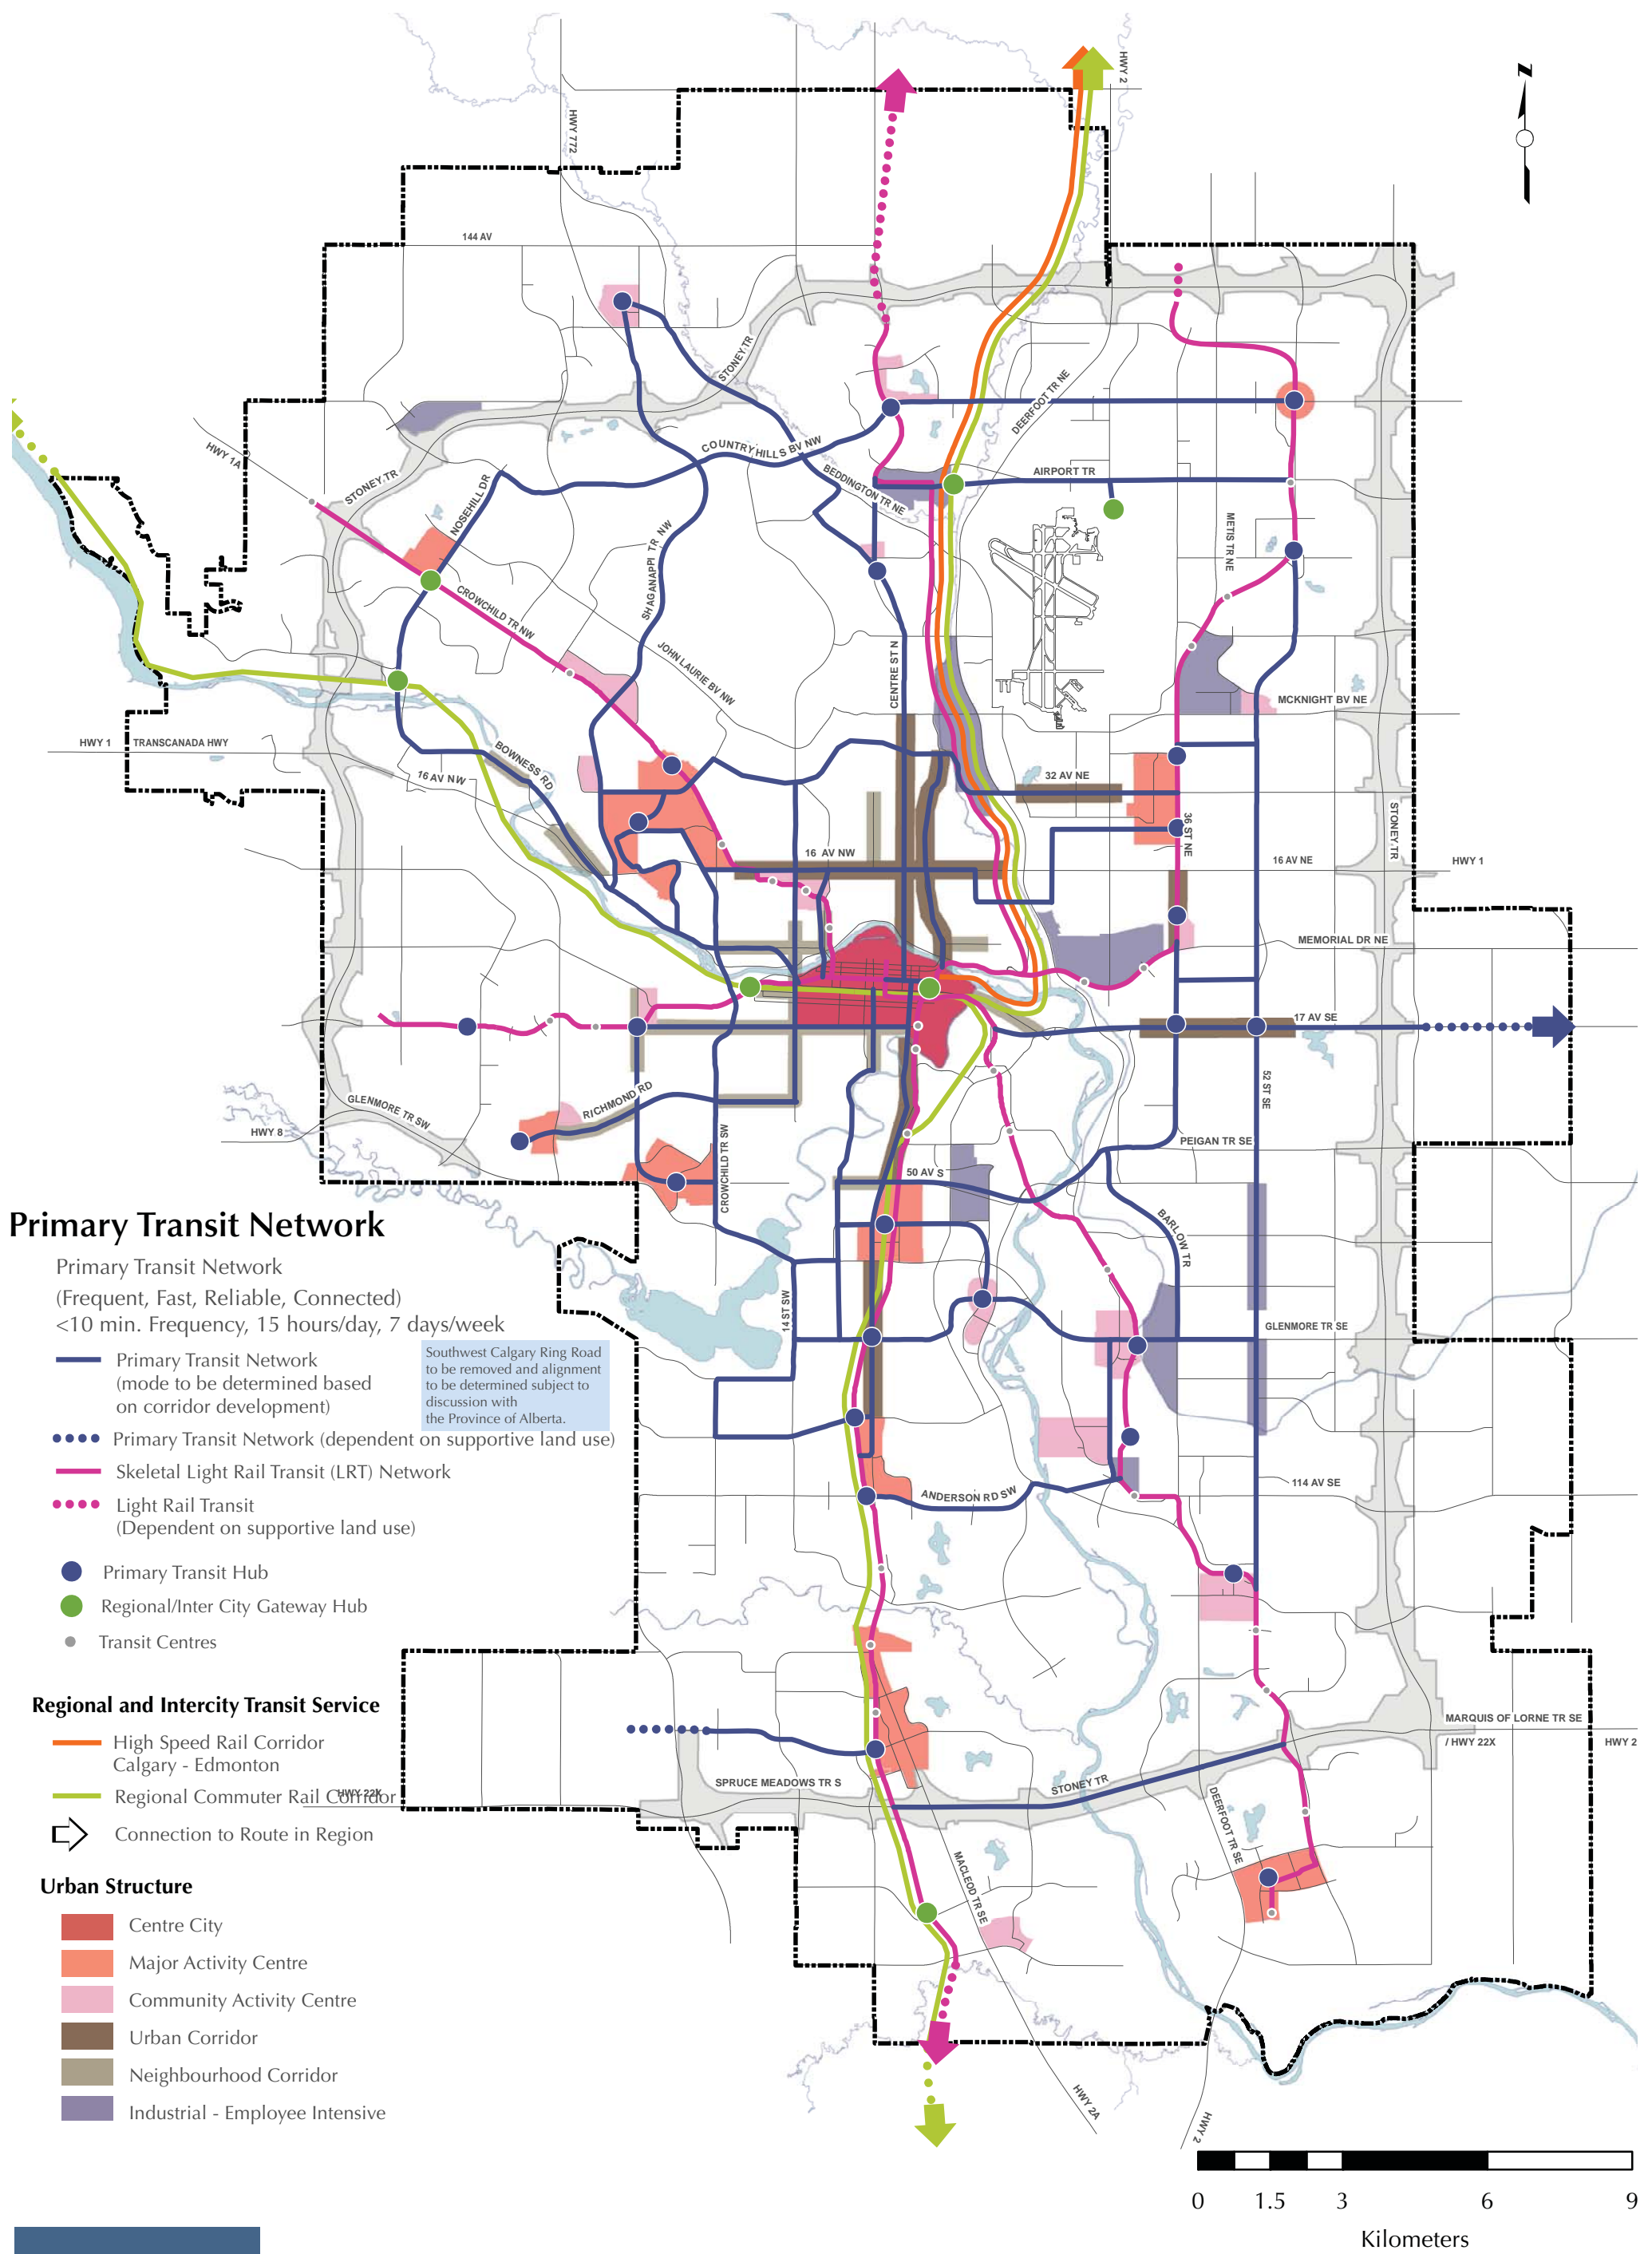 HWY 2
N
HWY 772
144 AV
STONEY TR
DEERFOOT TR NE
COUNTRY HILLS BV NW
HWY 1A
STONEY TR
NOSEHILL DR
BEDDINGTON TR NE
AIRPORT TR
METIS TR NE
SHAGANAPPI TR NW
CROWCHILD TR NW
JOHN LAURIE BV NW
CENTRE ST N
MCKNIGHT BV NE
HWY 1
TRANSCANADA HWY
BOWNESS RD
16 AV NW
32 AV NE
STONEY TR
36 ST NE
16 AV NW
16 AV NE
HWY 1
MEMORIAL DR NE
17 AV SE
52 ST SE
GLENMORE TR SW
RICHMOND RD
HWY 8
CROWCHILD TR SW
PEIGAN TR SE
50 AV S
BARLOW TR
14 ST SW
GLENMORE TR SE
ANDERSON RD SW
114 AV SE
MARQUIS OF LORNE TR SE
/ HWY 22X
HWY 2
SPRUCE MEADOWS TR S
STONEY TR
HWY 22X
DEERFOOT TR SE
MACLEOD TR SE
HWY 2A
HWY 2
Primary Transit Network
Primary Transit Network
(Frequent, Fast, Reliable, Connected)
<10 min. Frequency, 15 hours/day, 7 days/week
Primary Transit Network
(mode to be determined based
on corridor development)
Southwest Calgary Ring Road
to be removed and alignment
to be determined subject to
discussion with
the Province of Alberta.
Primary Transit Network (dependent on supportive land use)
Skeletal Light Rail Transit (LRT) Network
Light Rail Transit
(Dependent on supportive land use)
Primary Transit Hub
Regional/Inter City Gateway Hub
Transit Centres
Regional and Intercity Transit Service
High Speed Rail Corridor
Calgary - Edmonton
Regional Commuter Rail Corridor
Connection to Route in Region
Urban Structure
Centre City
Major Activity Centre
Community Activity Centre
Urban Corridor
Neighbourhood Corridor
Industrial - Employee Intensive
0 1.5 3 6 9
Kilometers